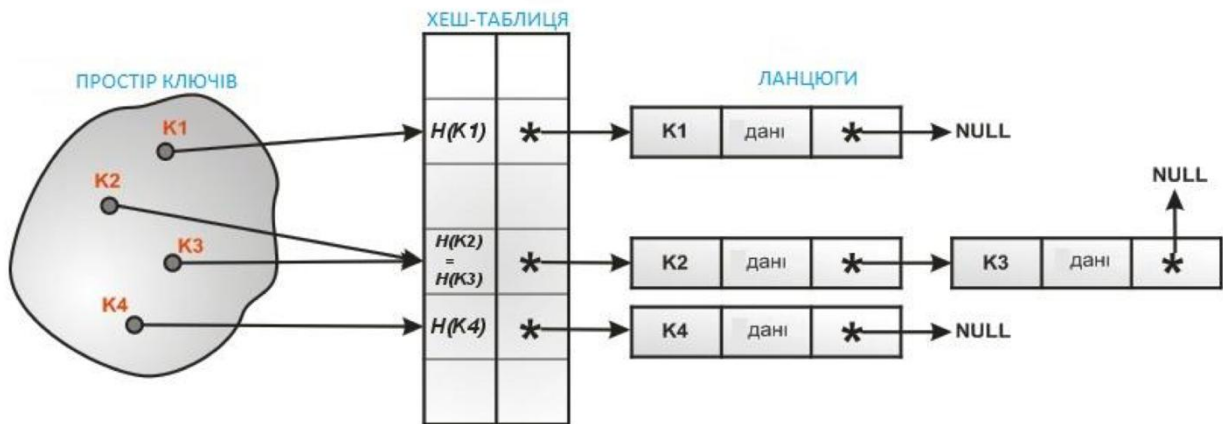 ХЕШ-ТАБЛИЦЯ
ПРОСТІР КЛЮЧІВ
ЛАНЦЮГИ
K1
H(K1)
*
K1
дані
*
NULL
K2
NULL
K3
H(K2)
=
H(K3)
*
K2
дані
*
K3
дані
*
K4
H(K4)
*
K4
дані
*
NULL